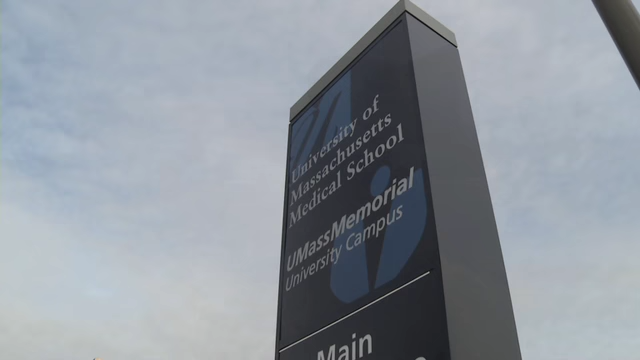 University of
Massachusetts
Medical School
UMassMemorial
University Campus
Main